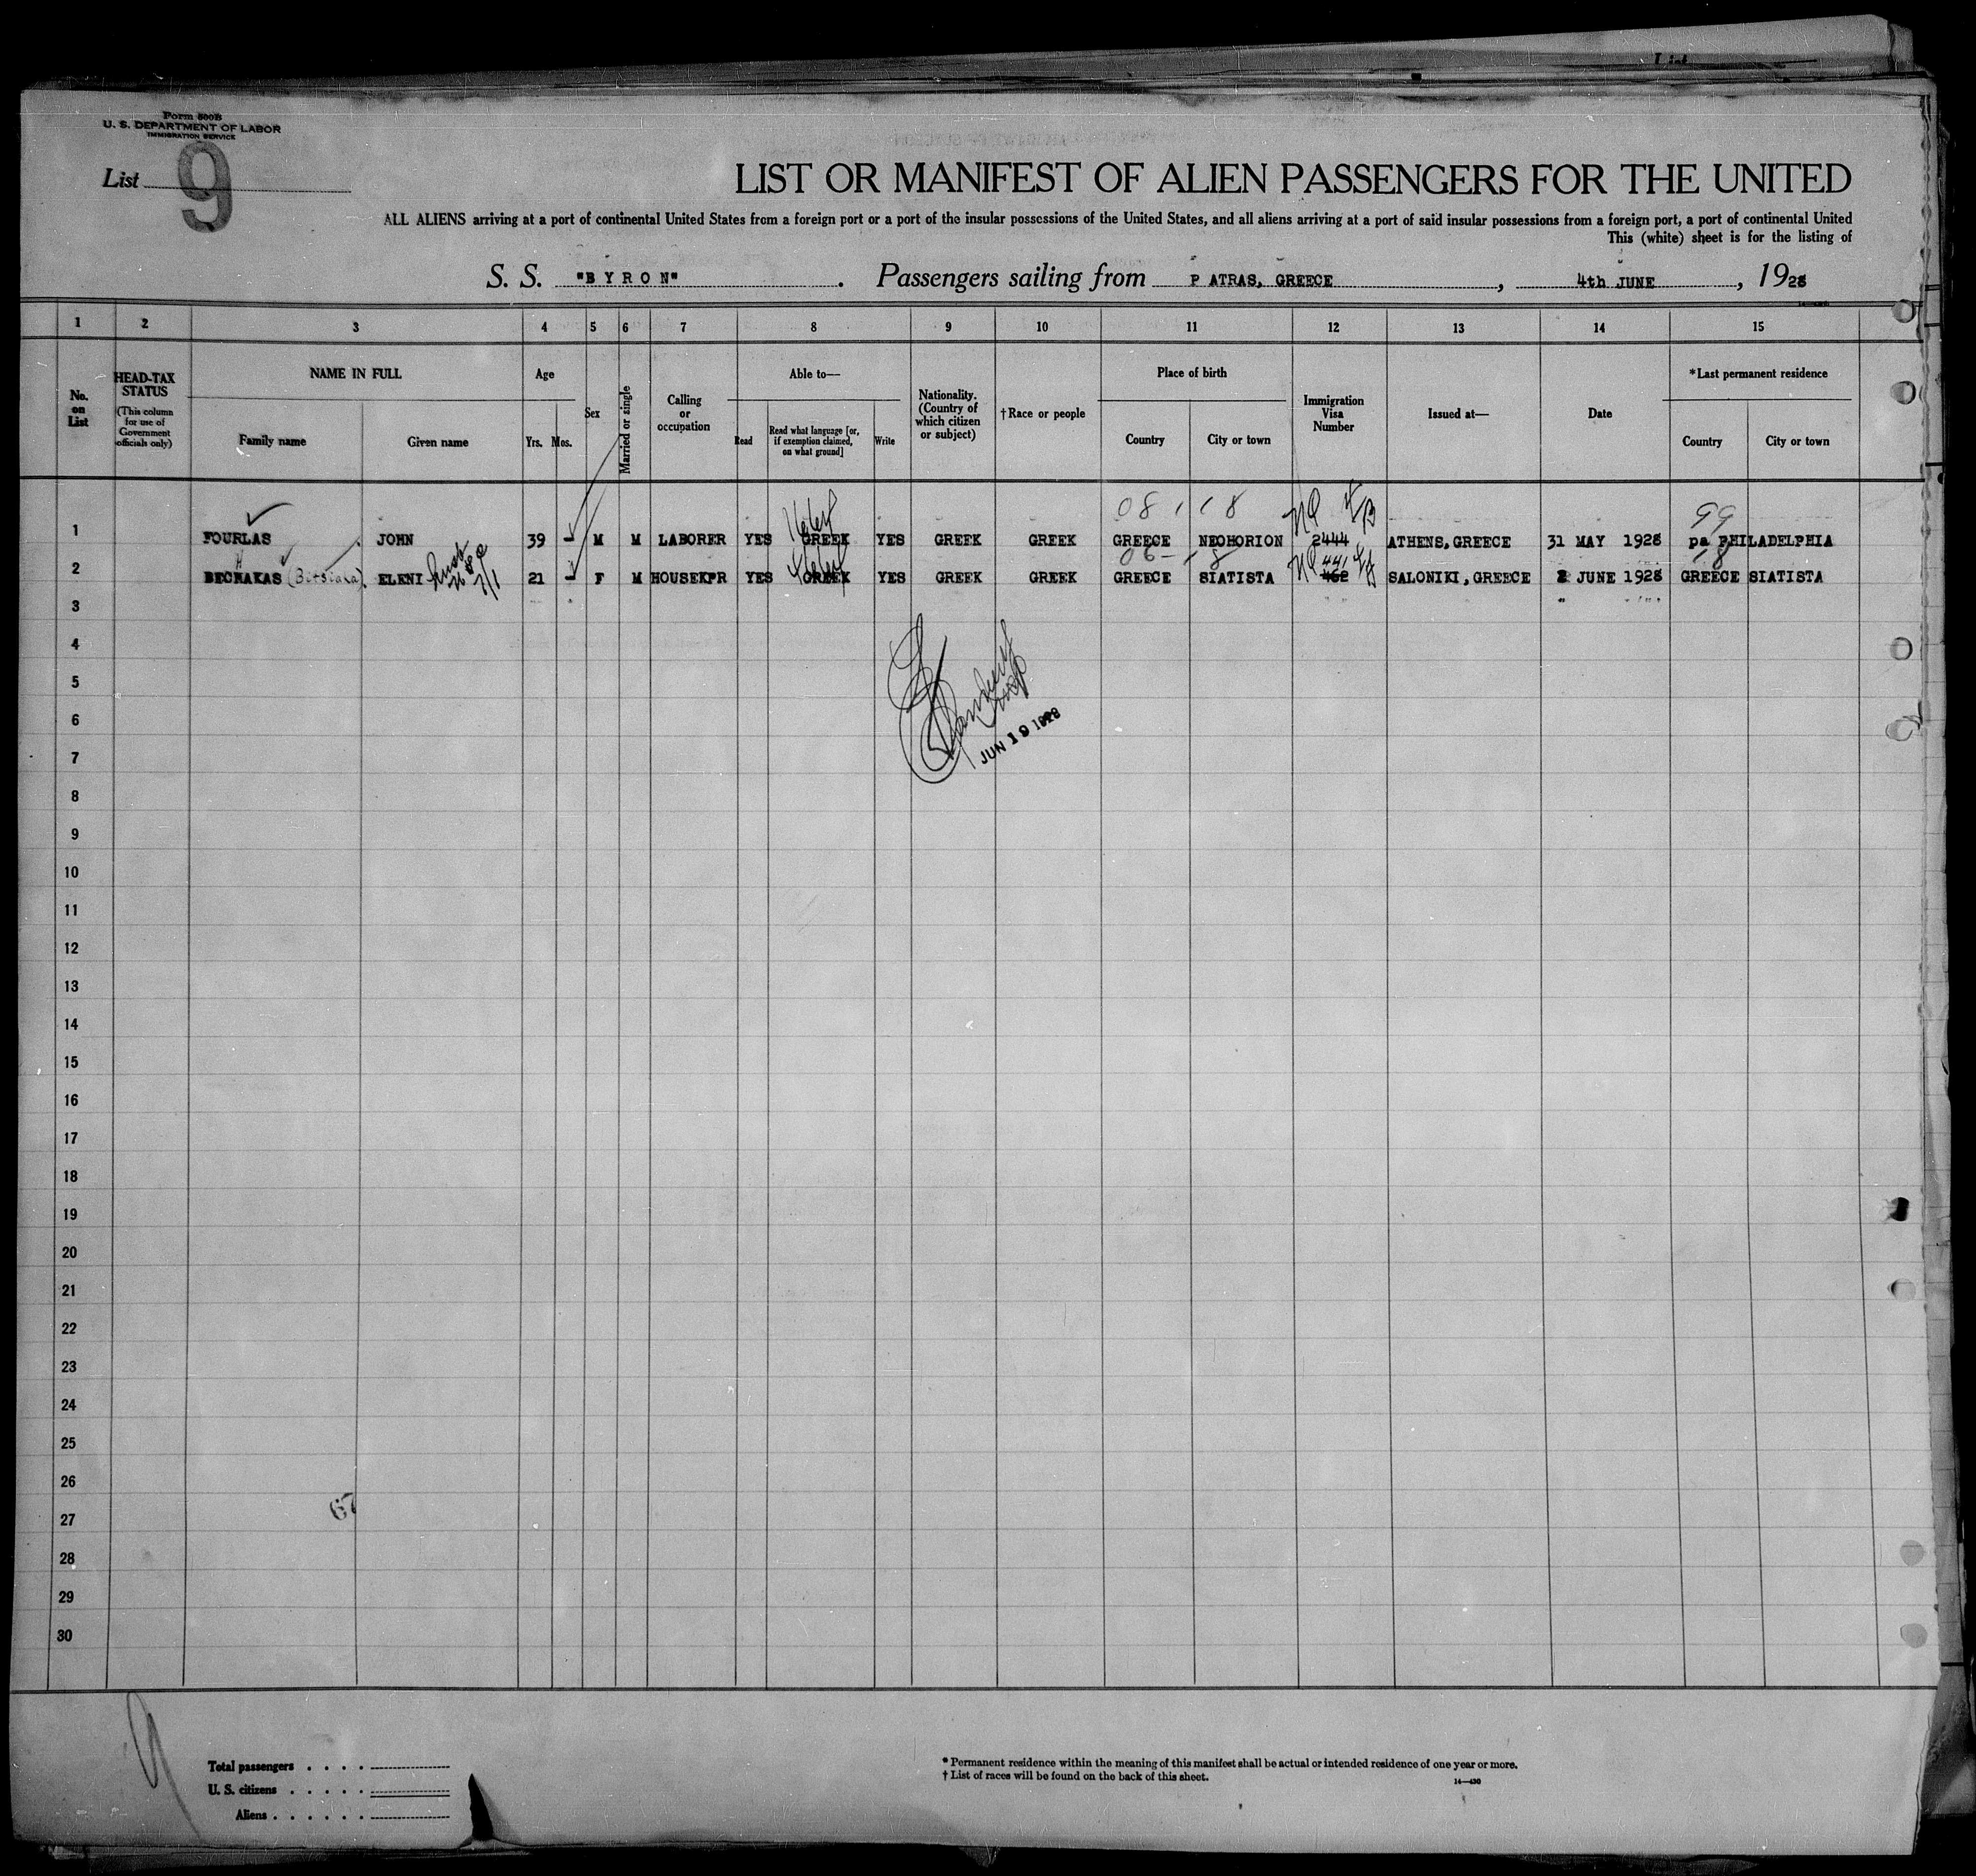 Form 500B
U. S. DEPARTMENT OF LABOR
IMMIGRATION SERVICE
List 9
LIST OR MANIFEST OF ALIEN PASSENGERS FOR THE UNITED
ALL ALIENS arriving at a port of continental United States from a foreign port or a port of the insular possessions of the United States, and all aliens arriving at a port of said insular possessions from a foreign port, a port of continental United
This (white) sheet is for the listing of
S. S. "BYRON". Passengers sailing from PATRAS, GREECE, 4th JUNE, 1928
1 2 3 4 5 6 7 8 9 10 11 12 13 14 15
No. on List
HEAD-TAX STATUS (This column for use of Government officials only)
NAME IN FULL
Family name Given name
Age
Yrs. Mos.
Sex
Married or single
Calling or occupation
Able to—
Read Read what language [or, if exemption claimed, on what ground] Write
Nationality. (Country of which citizen or subject)
†Race or people
Place of birth
Country City or town
Immigration Visa Number
Issued at—
Date
*Last permanent residence
Country City or town
08 18 99
1 FOURLAS JOHN 39 - M M LABORER YES GREEK YES GREEK GREEK GREECE NEOHORION 2444 ATHENS, GREECE 31 MAY 1928 pa PHILADELPHIA
06- 18 441 18
2 BECHAKAS (Bitsiaka) ELENI 21 - F M HOUSEKPR YES GREEK YES GREEK GREEK GREECE SIATISTA 462 SALONIKI, GREECE 2 JUNE 1928 GREECE SIATISTA
3
4
5
6
7
JUN 19 1928
8
9
10
11
12
13
14
15
16
17
18
19
20
21
22
23
24
25
26
67
27
28
29
30
9
Total passengers . . . .
U. S. citizens . . . . .
Aliens . . . . . .
* Permanent residence within the meaning of this manifest shall be actual or intended residence of one year or more.
† List of races will be found on the back of this sheet.
14—430